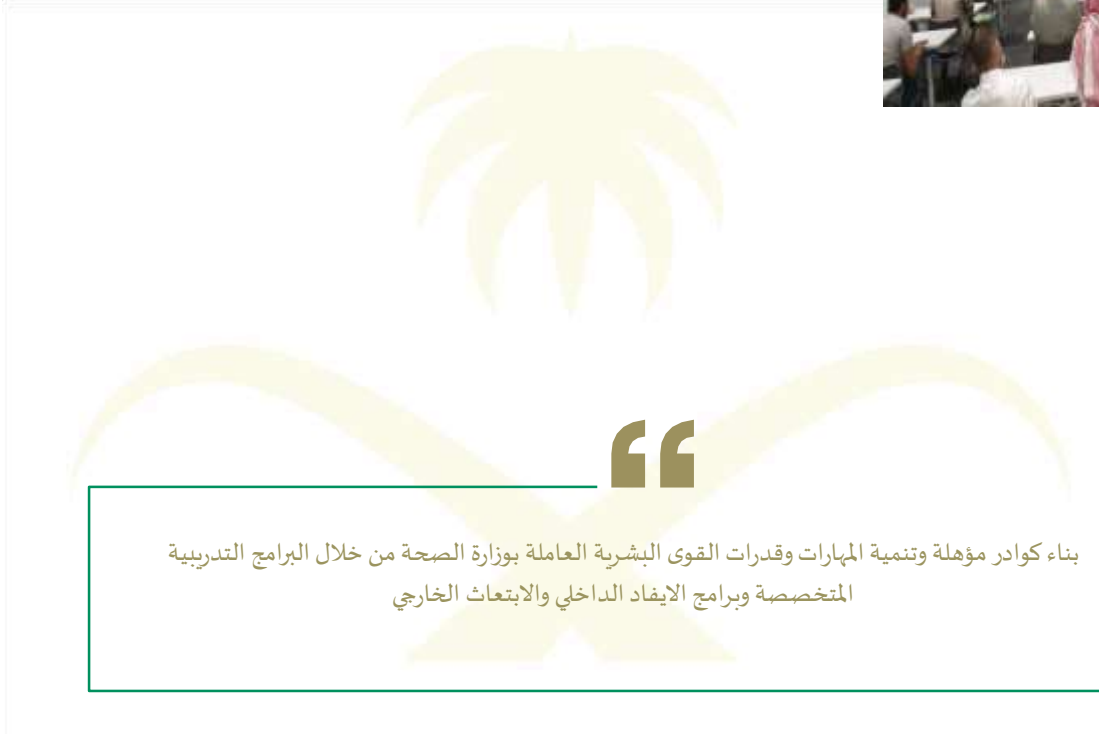 بناء كوادر مؤهلة وتنمية المهارات وقدرات القوى البشرية العاملة بوزارة الصحة من خلال البرامج التدريبية
المتخصصة وبرامج الايفاد الداخلي والابتعاث الخارجي